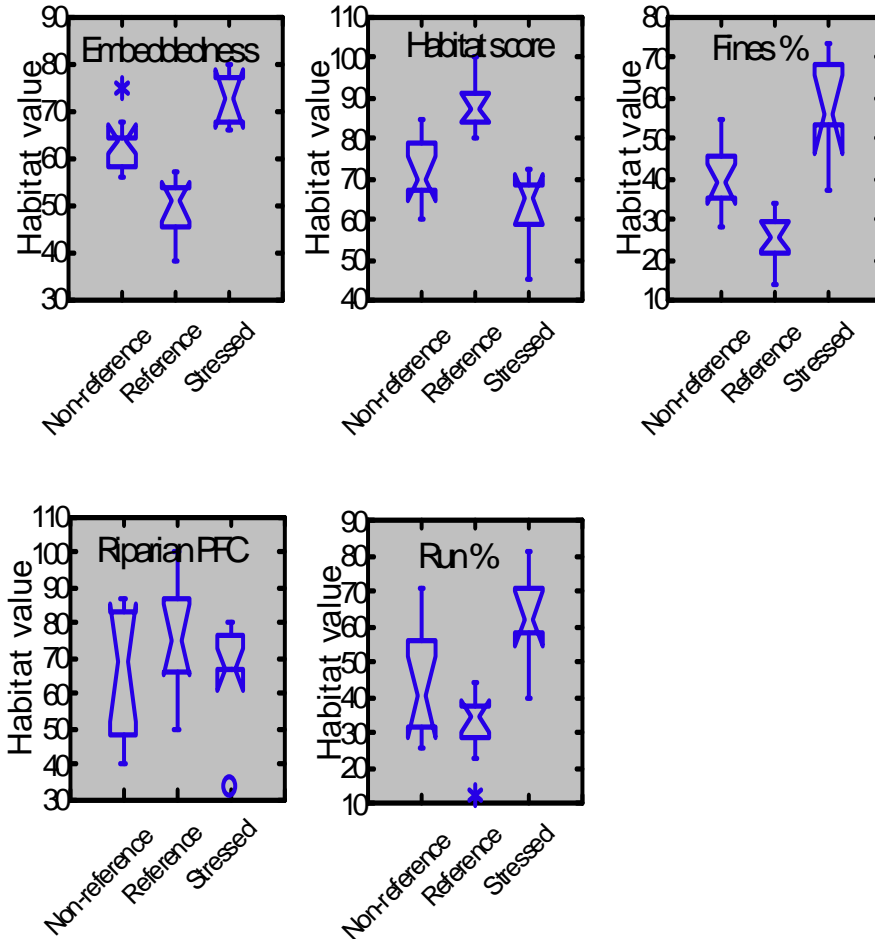 Embeddedness
Habitat value
90
80
70
60
50
40
30
Non-reference
Reference
Stressed
Habitat score
Habitat value
110
100
90
80
70
60
50
40
Non-reference
Reference
Stressed
Fines %
Habitat value
80
70
60
50
40
30
20
10
Non-reference
Reference
Stressed
Riparian PFC
Habitat value
110
100
90
80
70
60
50
40
30
Non-reference
Reference
Stressed
Run %
Habitat value
90
80
70
60
50
40
30
20
10
Non-reference
Reference
Stressed